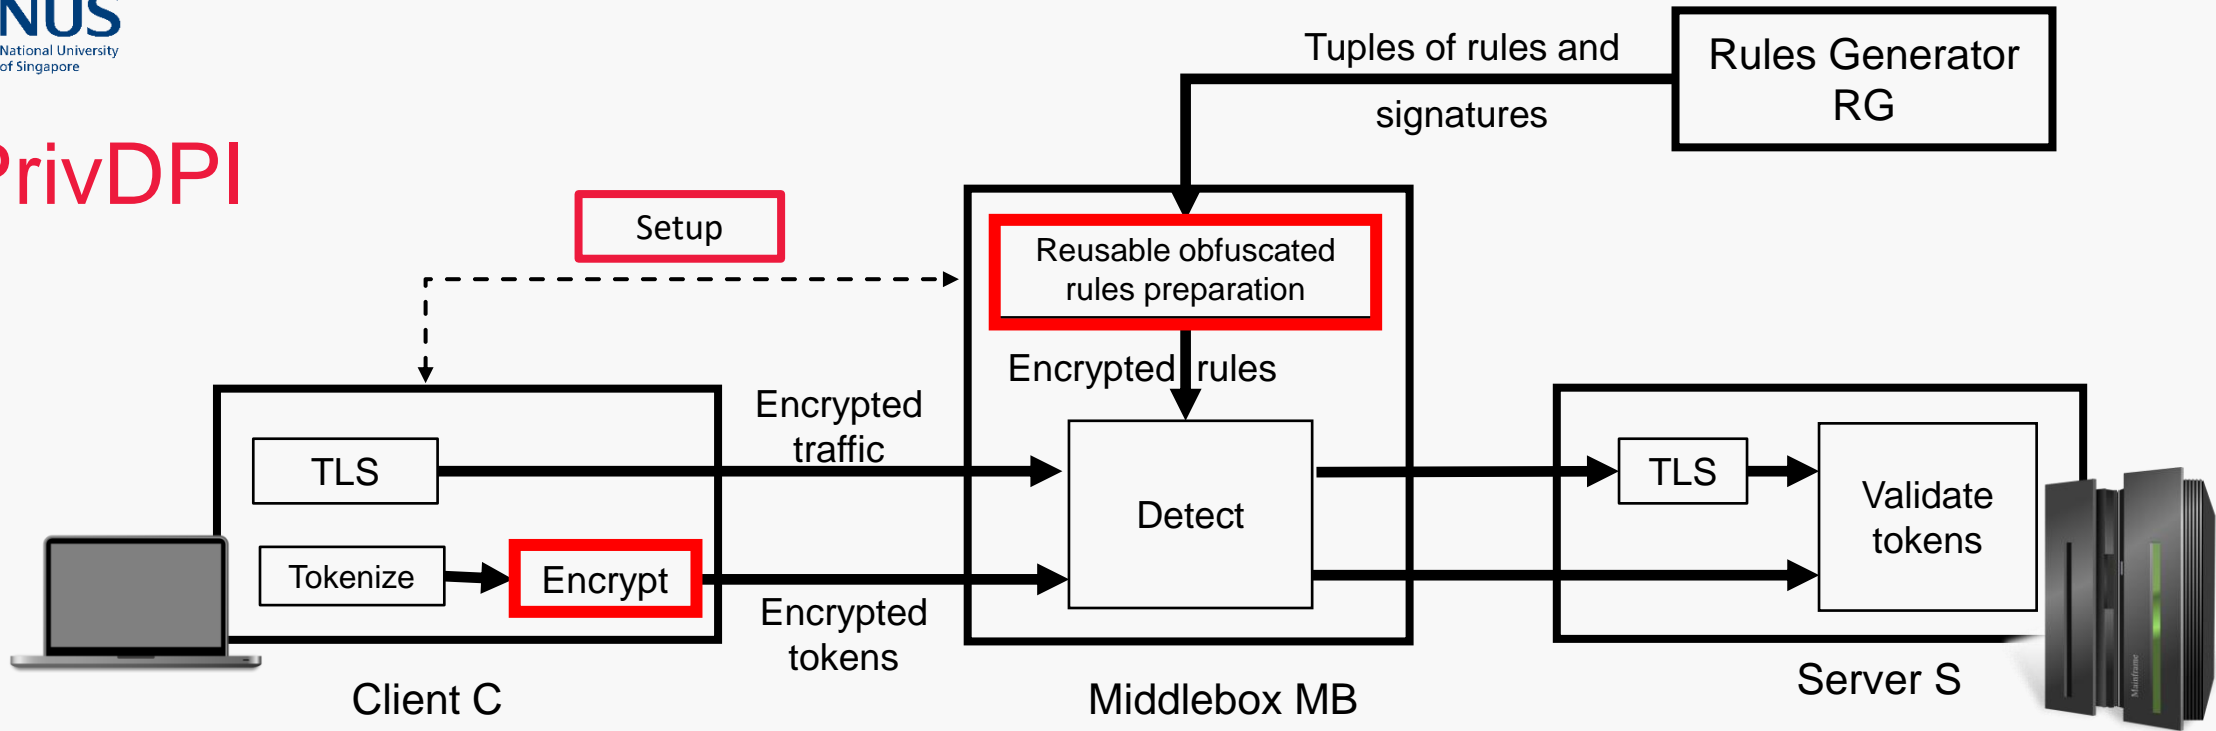 NUS
National University
of Singapore
PrivDPI
Tuples of rules and
signatures
Rules Generator
RG
Setup
Reusable obfuscated
rules preparation
Encrypted rules
Encrypted
traffic
TLS
Tokenize
Encrypt
Encrypted
tokens
Detect
TLS
Validate
tokens
Mainframe
Client C
Middlebox MB
Server S